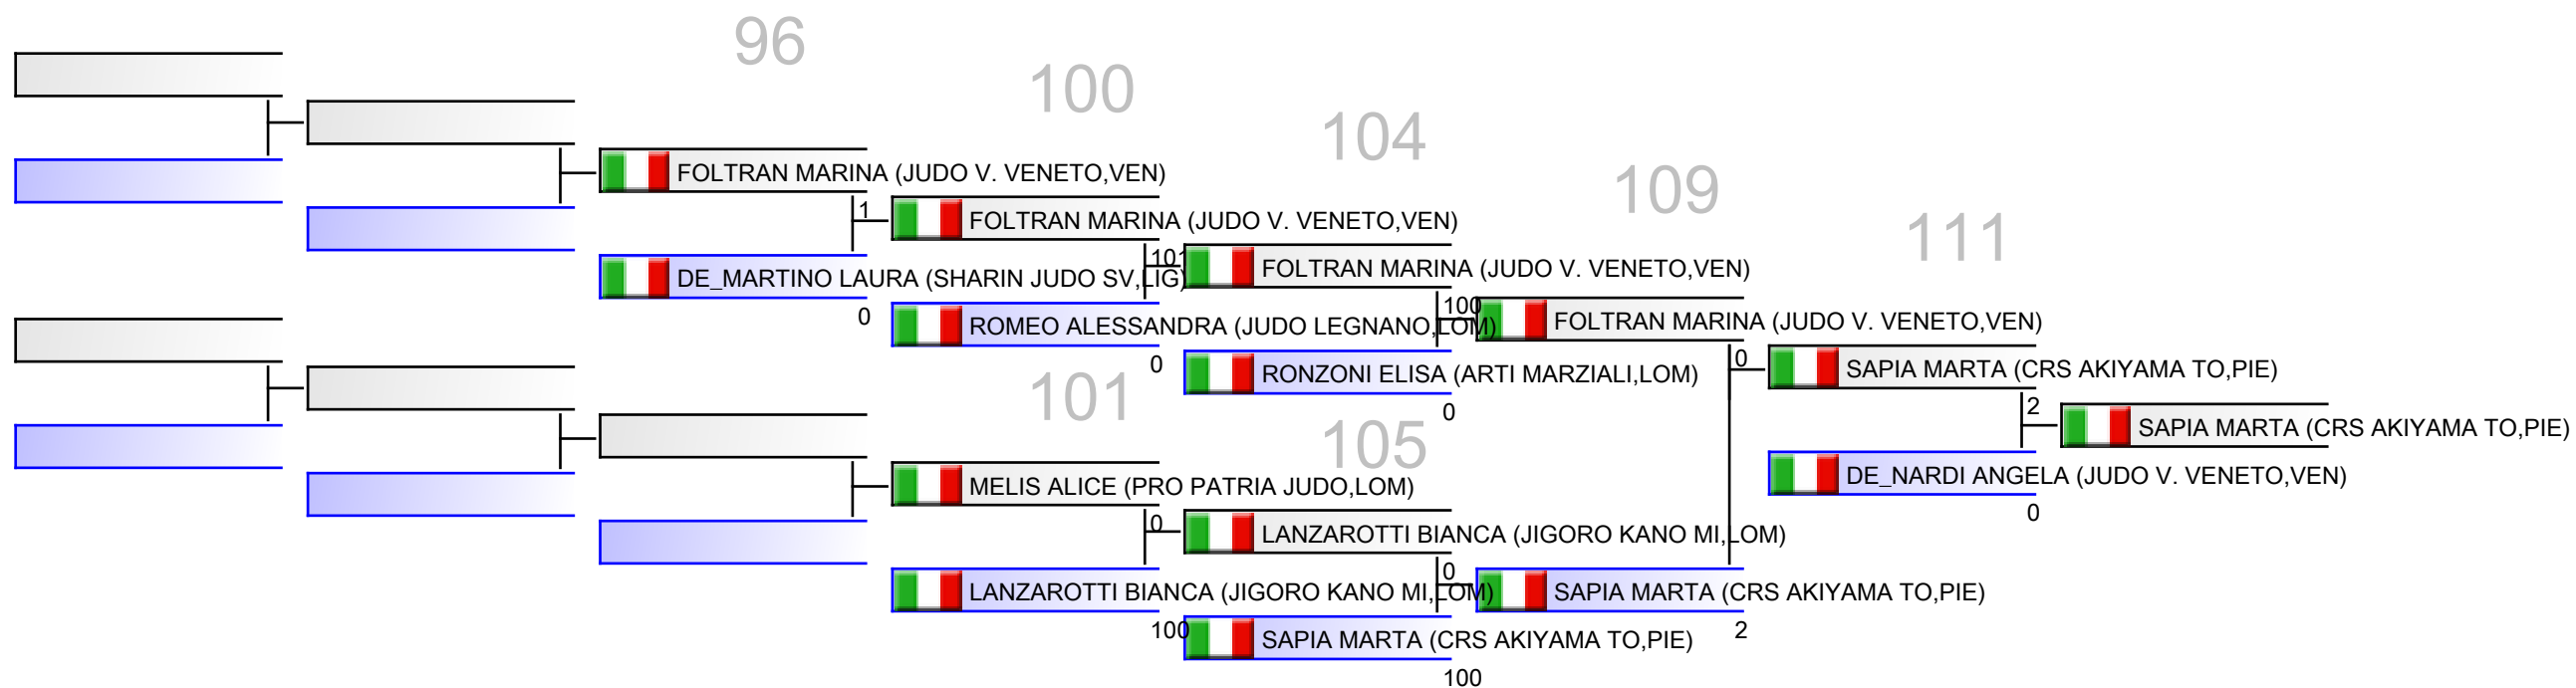 96
100
104
109
111
FOLTRAN MARINA (JUDO V. VENETO,VEN)
1
FOLTRAN MARINA (JUDO V. VENETO,VEN)
DE_MARTINO LAURA (SHARIN JUDO SV,LIG)
0
101
FOLTRAN MARINA (JUDO V. VENETO,VEN)
ROMEO ALESSANDRA (JUDO LEGNANO,LOM)
0
100
FOLTRAN MARINA (JUDO V. VENETO,VEN)
RONZONI ELISA (ARTI MARZIALI,LOM)
0
0
SAPIA MARTA (CRS AKIYAMA TO,PIE)
2
SAPIA MARTA (CRS AKIYAMA TO,PIE)
DE_NARDI ANGELA (JUDO V. VENETO,VEN)
0
101
105
MELIS ALICE (PRO PATRIA JUDO,LOM)
0
LANZAROTTI BIANCA (JIGORO KANO MI,LOM)
LANZAROTTI BIANCA (JIGORO KANO MI,LOM)
100
0
SAPIA MARTA (CRS AKIYAMA TO,PIE)
2
SAPIA MARTA (CRS AKIYAMA TO,PIE)
100